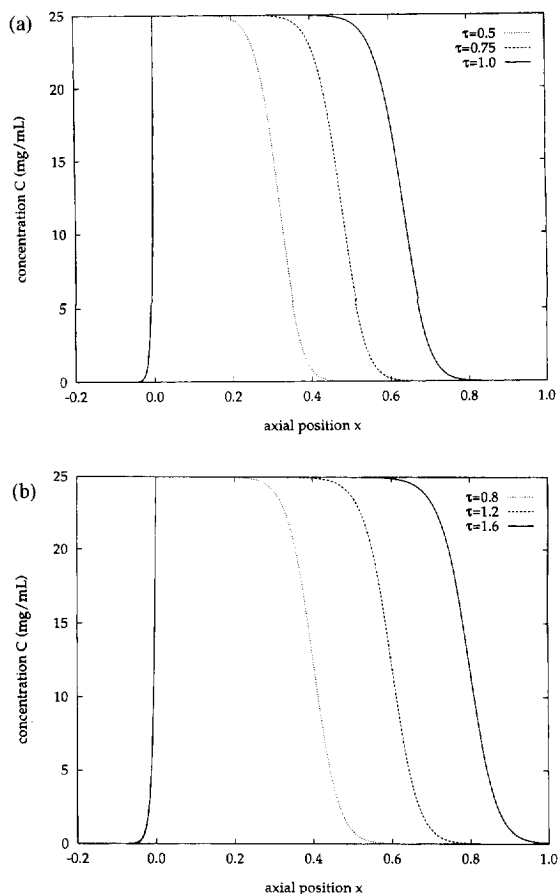 (a)
25
20
15
10
5
0
concentration C (mg/mL)
τ=0.5
τ=0.75
τ=1.0
-0.2
0.0
0.2
0.4
0.6
0.8
1.0
axial position x
(b)
25
20
15
10
5
0
concentration C (mg/mL)
τ=0.8
τ=1.2
τ=1.6
-0.2
0.0
0.2
0.4
0.6
0.8
1.0
axial position x